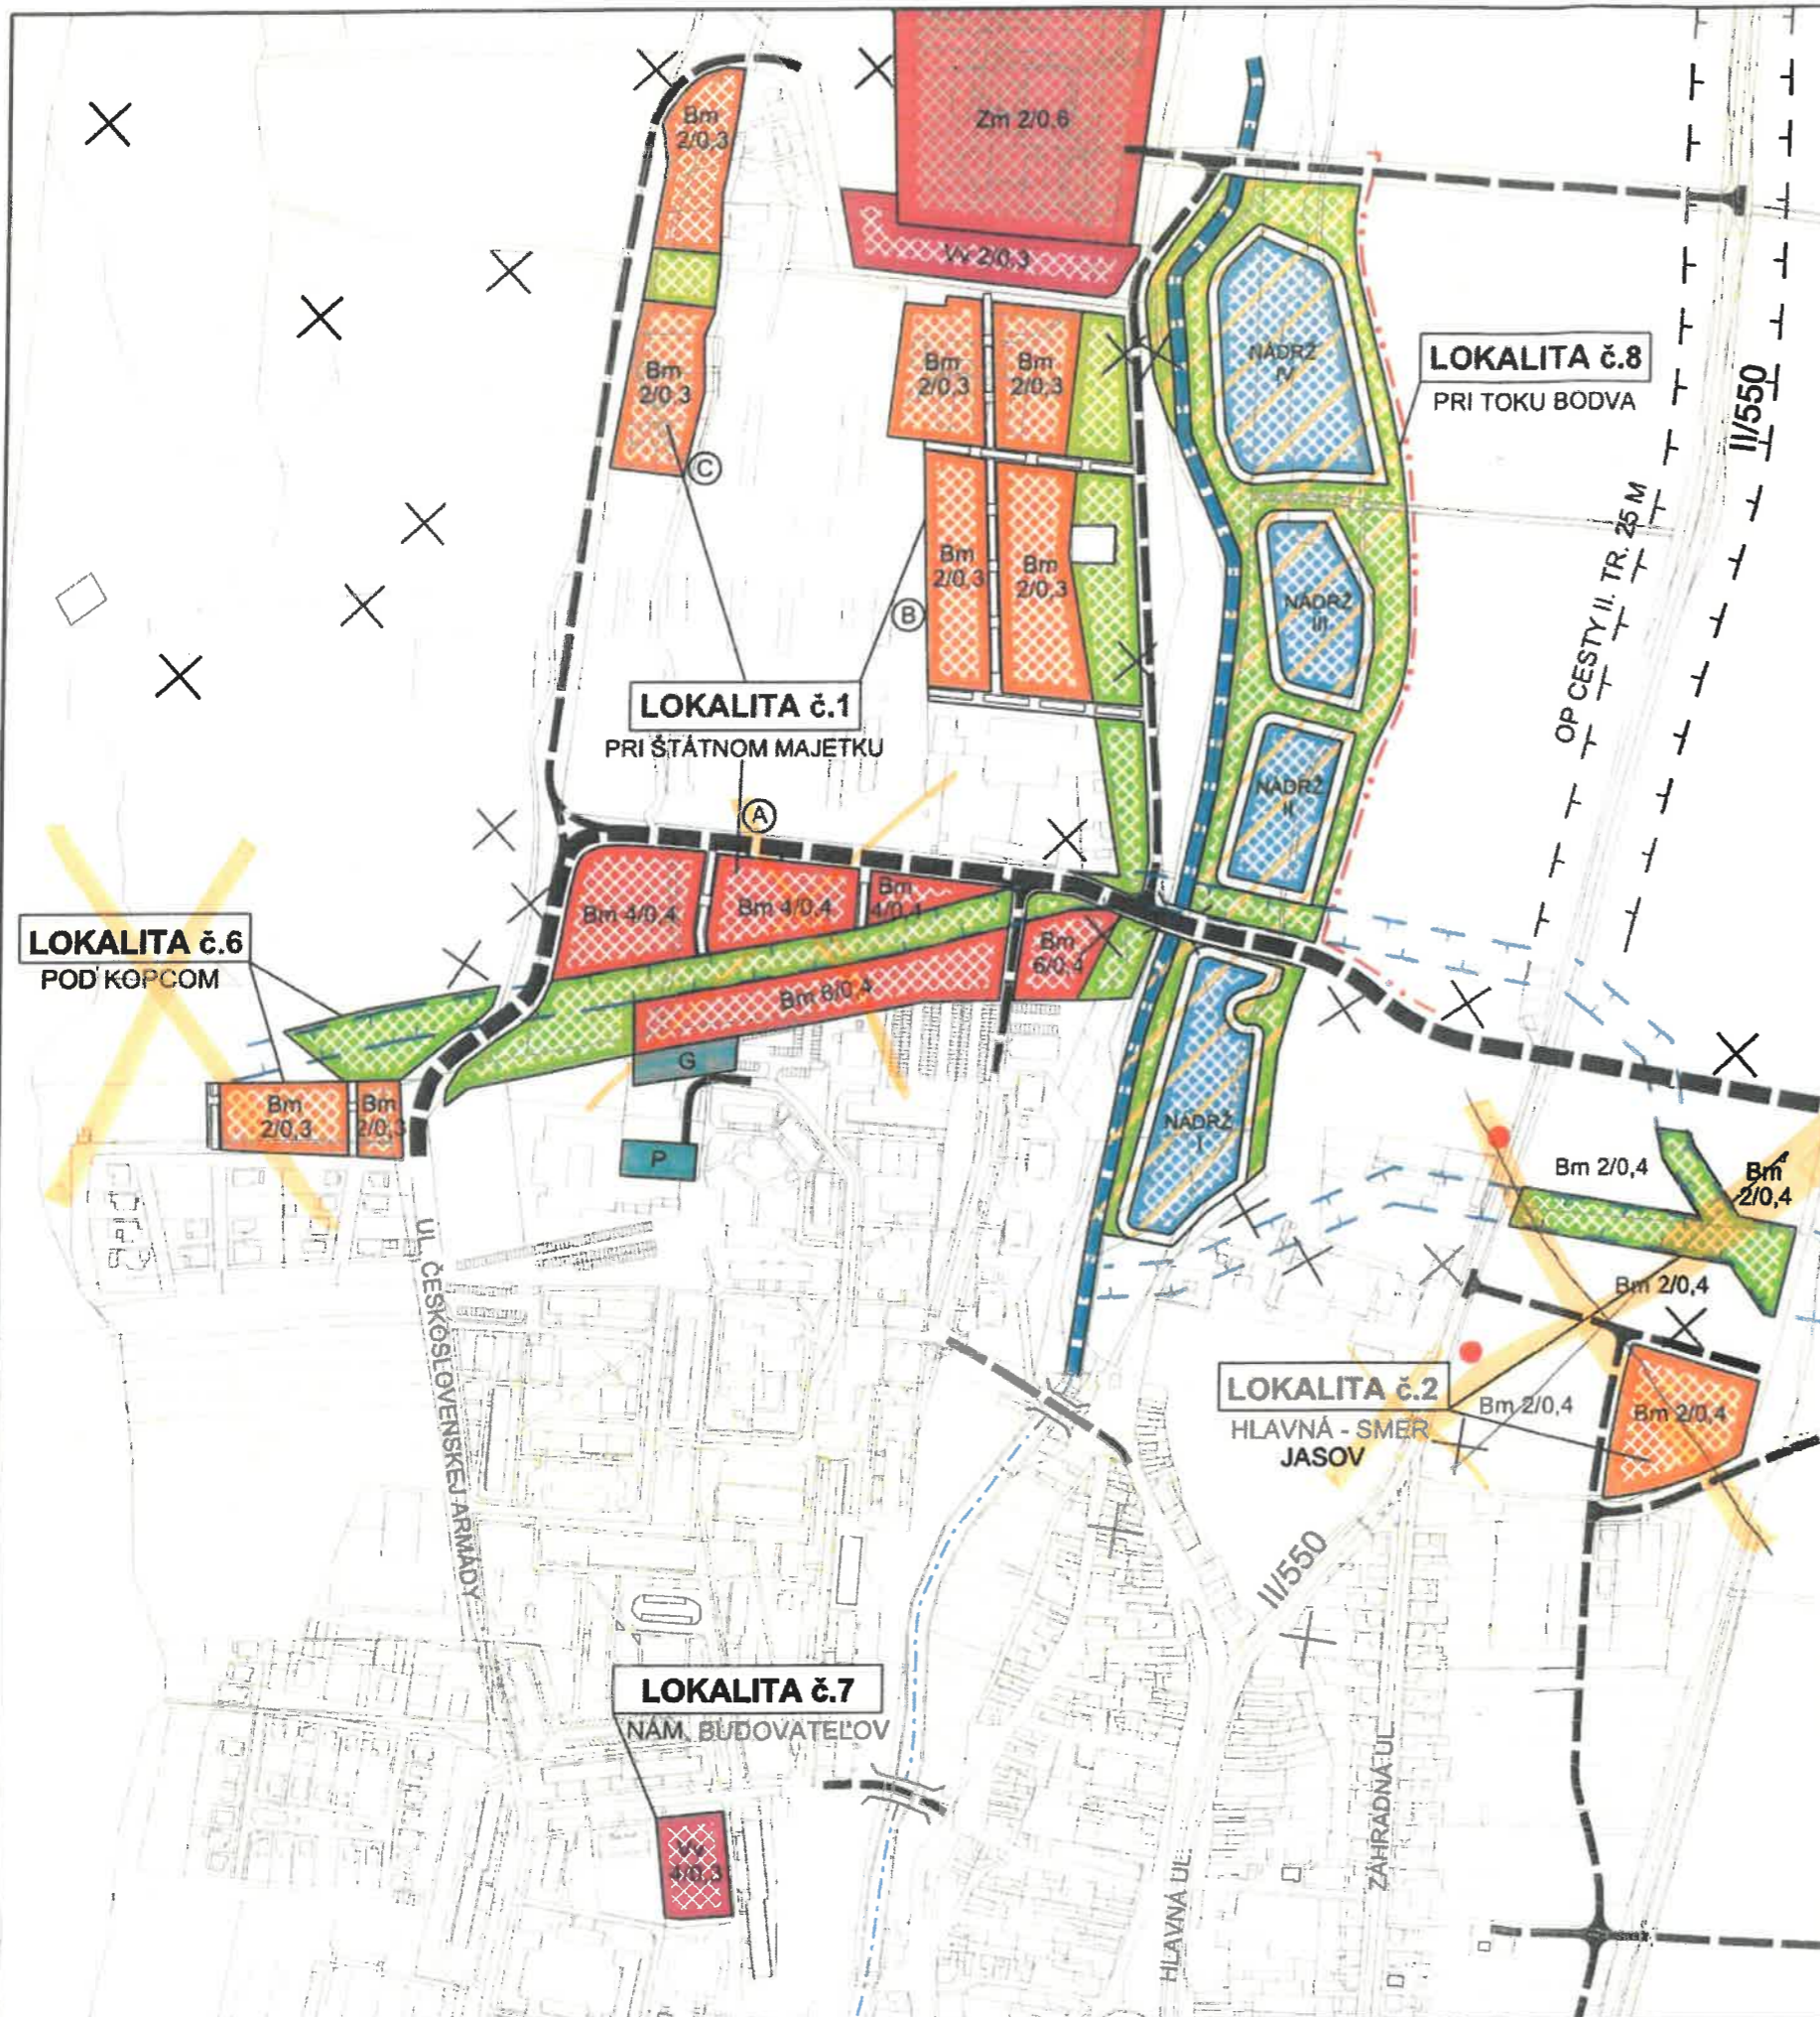 Bm
2/0,3
Zm 2/0,6
Vv 2/0,3
Bm
2/0,3
Bm
2/0,3
Bm
2/0,3
NÁDRŽ
IV
LOKALITA č.8
PRI TOKU BODVA
II/550
C
OP CESTY II. TR. 25 M
Bm
2/0,3
Bm
2/0,3
B
NÁDRŽ
III
LOKALITA č.1
PRI ŠTÁTNOM MAJETKU
NÁDRŽ
II
A
Bm 4/0,4
Bm 4/0,4
Bm
4/0,4
Bm
6/0,4
LOKALITA č.6
POD KOPCOM
Bm 6/0,4
G
Bm
2/0,3
Bm
2/0,3
NÁDRŽ
I
P
Bm 2/0,4
Bm
2/0,4
Bm 2/0,4
UL. ČESKOSLOVENSKEJ ARMÁDY
LOKALITA č.2
HLAVNÁ - SMER
JASOV
Bm 2/0,4
Bm 2/0,4
II/550
LOKALITA č.7
NÁM. BUDOVATEĽOV
Vv
4/0,3
HLAVNÁ UL.
ZÁHRADNÁ UL.